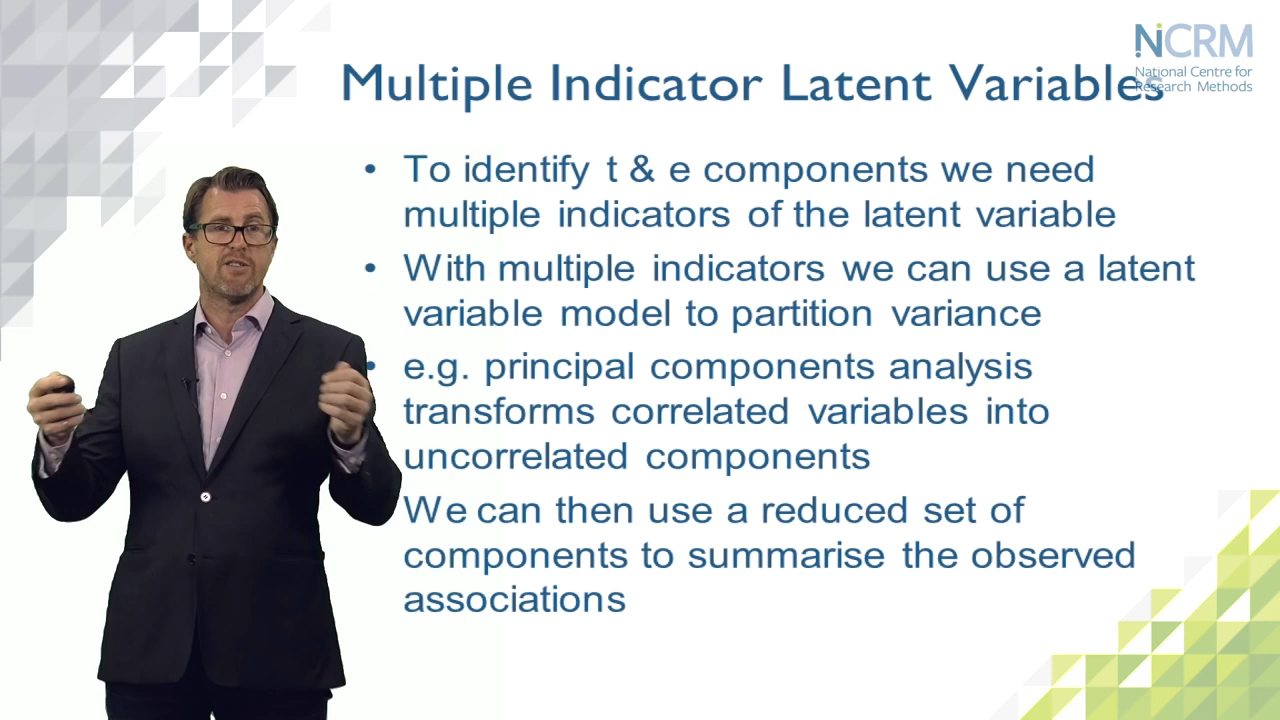 NCRM
National Centre for
Research Methods
Multiple Indicator Latent Variables
• To identify t & e components we need
multiple indicators of the latent variable
• With multiple indicators we can use a latent
variable model to partition variance
• e.g. principal components analysis
transforms correlated variables into
uncorrelated components
We can then use a reduced set of
components to summarise the observed
associations